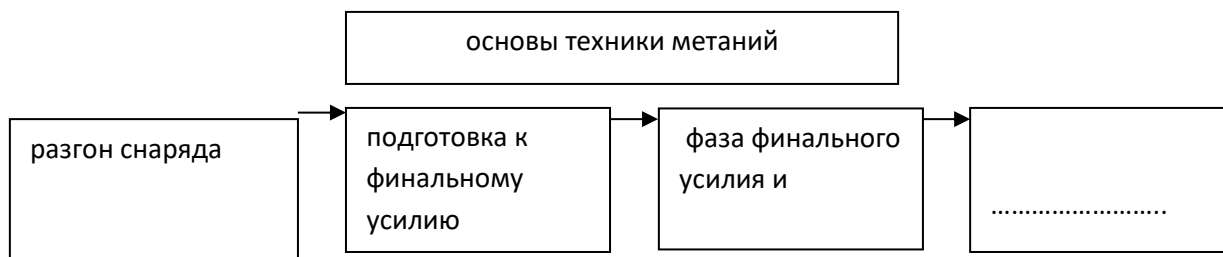 основы техники метаний
разгон снаряда
подготовка к
финальному
усилию
фаза финального
усилия и
……………………..